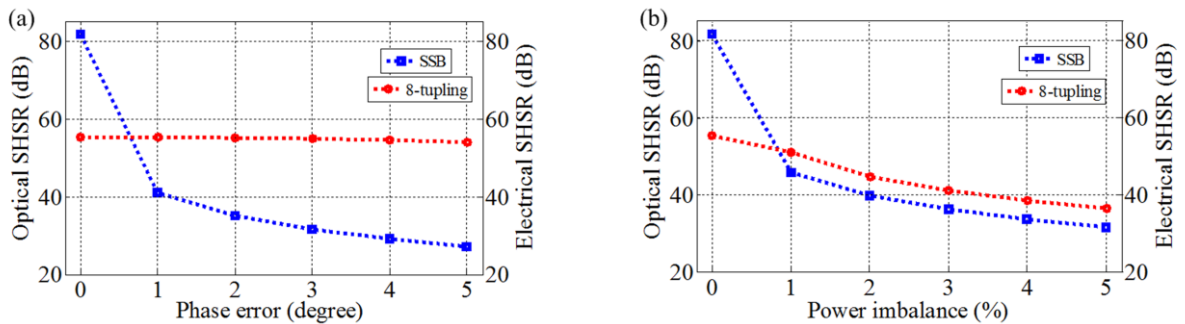 (a)
Optical SHSR (dB)
80
60
40
20
SSB
8-tupling
80
60
40
20
Electrical SHSR (dB)
0 1 2 3 4 5
Phase error (degree)
(b)
Optical SHSR (dB)
80
60
40
20
SSB
8-tupling
80
60
40
20
Electrical SHSR (dB)
0 1 2 3 4 5
Power imbalance (%)